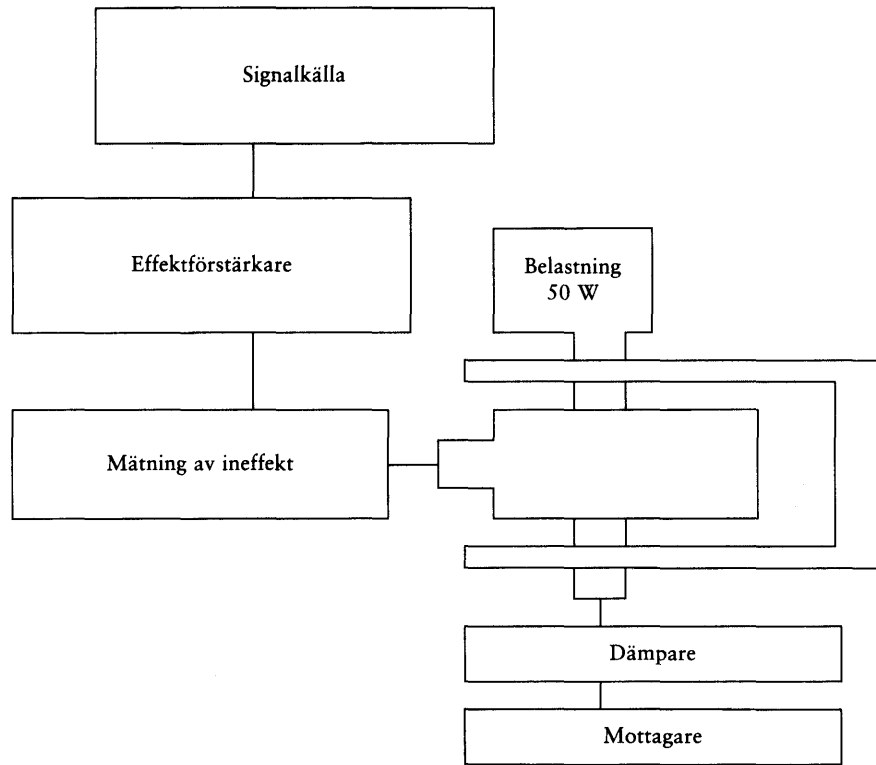 Signalkälla
Effektförstärkare
Belastning
50 W
Mätning av ineffekt
Dämpare
Mottagare